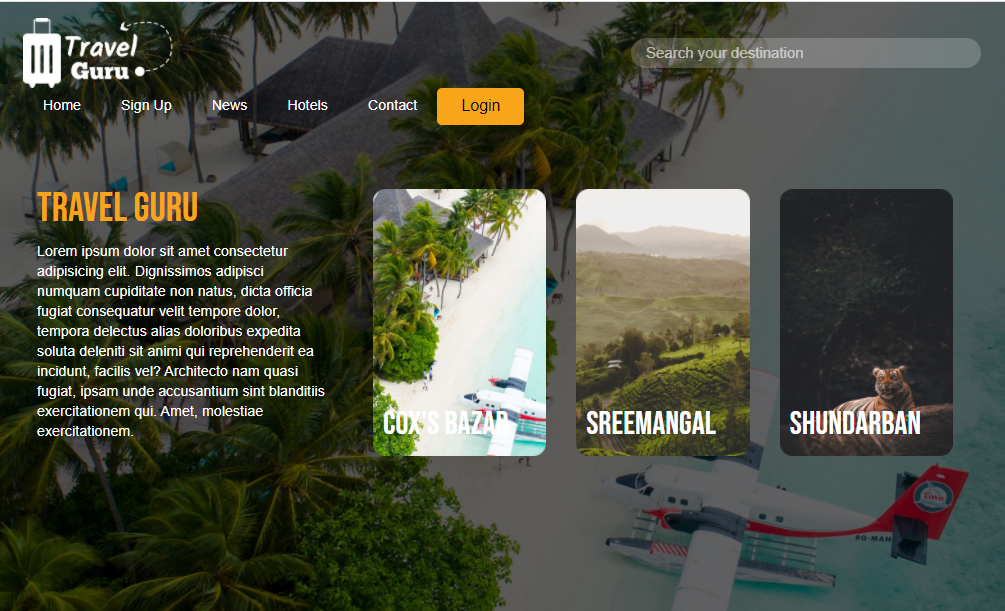 Travel
Guru
Search your destination
Home Sign Up News Hotels Contact Login
TRAVEL GURU
Lorem ipsum dolor sit amet consectetur
adipisicing elit. Dignissimos adipisci
numquam cupiditate non natus, dicta officia
fugiat consequatur velit tempore dolor,
tempora delectus alias doloribus expedita
soluta deleniti sit animi qui reprehenderit ea
incidunt, facilis vel? Architecto nam quasi
fugiat, ipsam unde accusantium sint blanditiis
exercitationem qui. Amet, molestiae
exercitationem.
COX'S BAZAR
SREEMANGAL
SHUNDARBAN
8Q-MAH